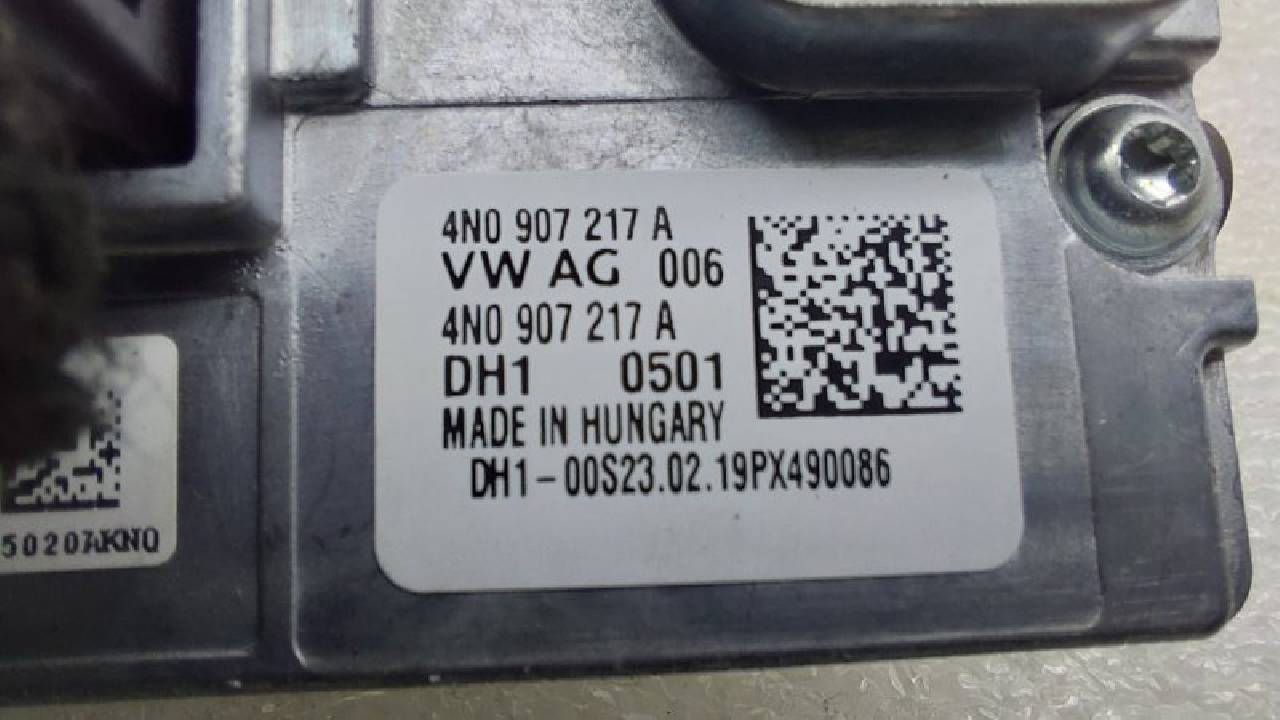 4N0 907 217 A
VW AG 006
4N0 907 217 A
DH1 0501
MADE IN HUNGARY
DH1-00S23.02.19PX490086
50207AKN0